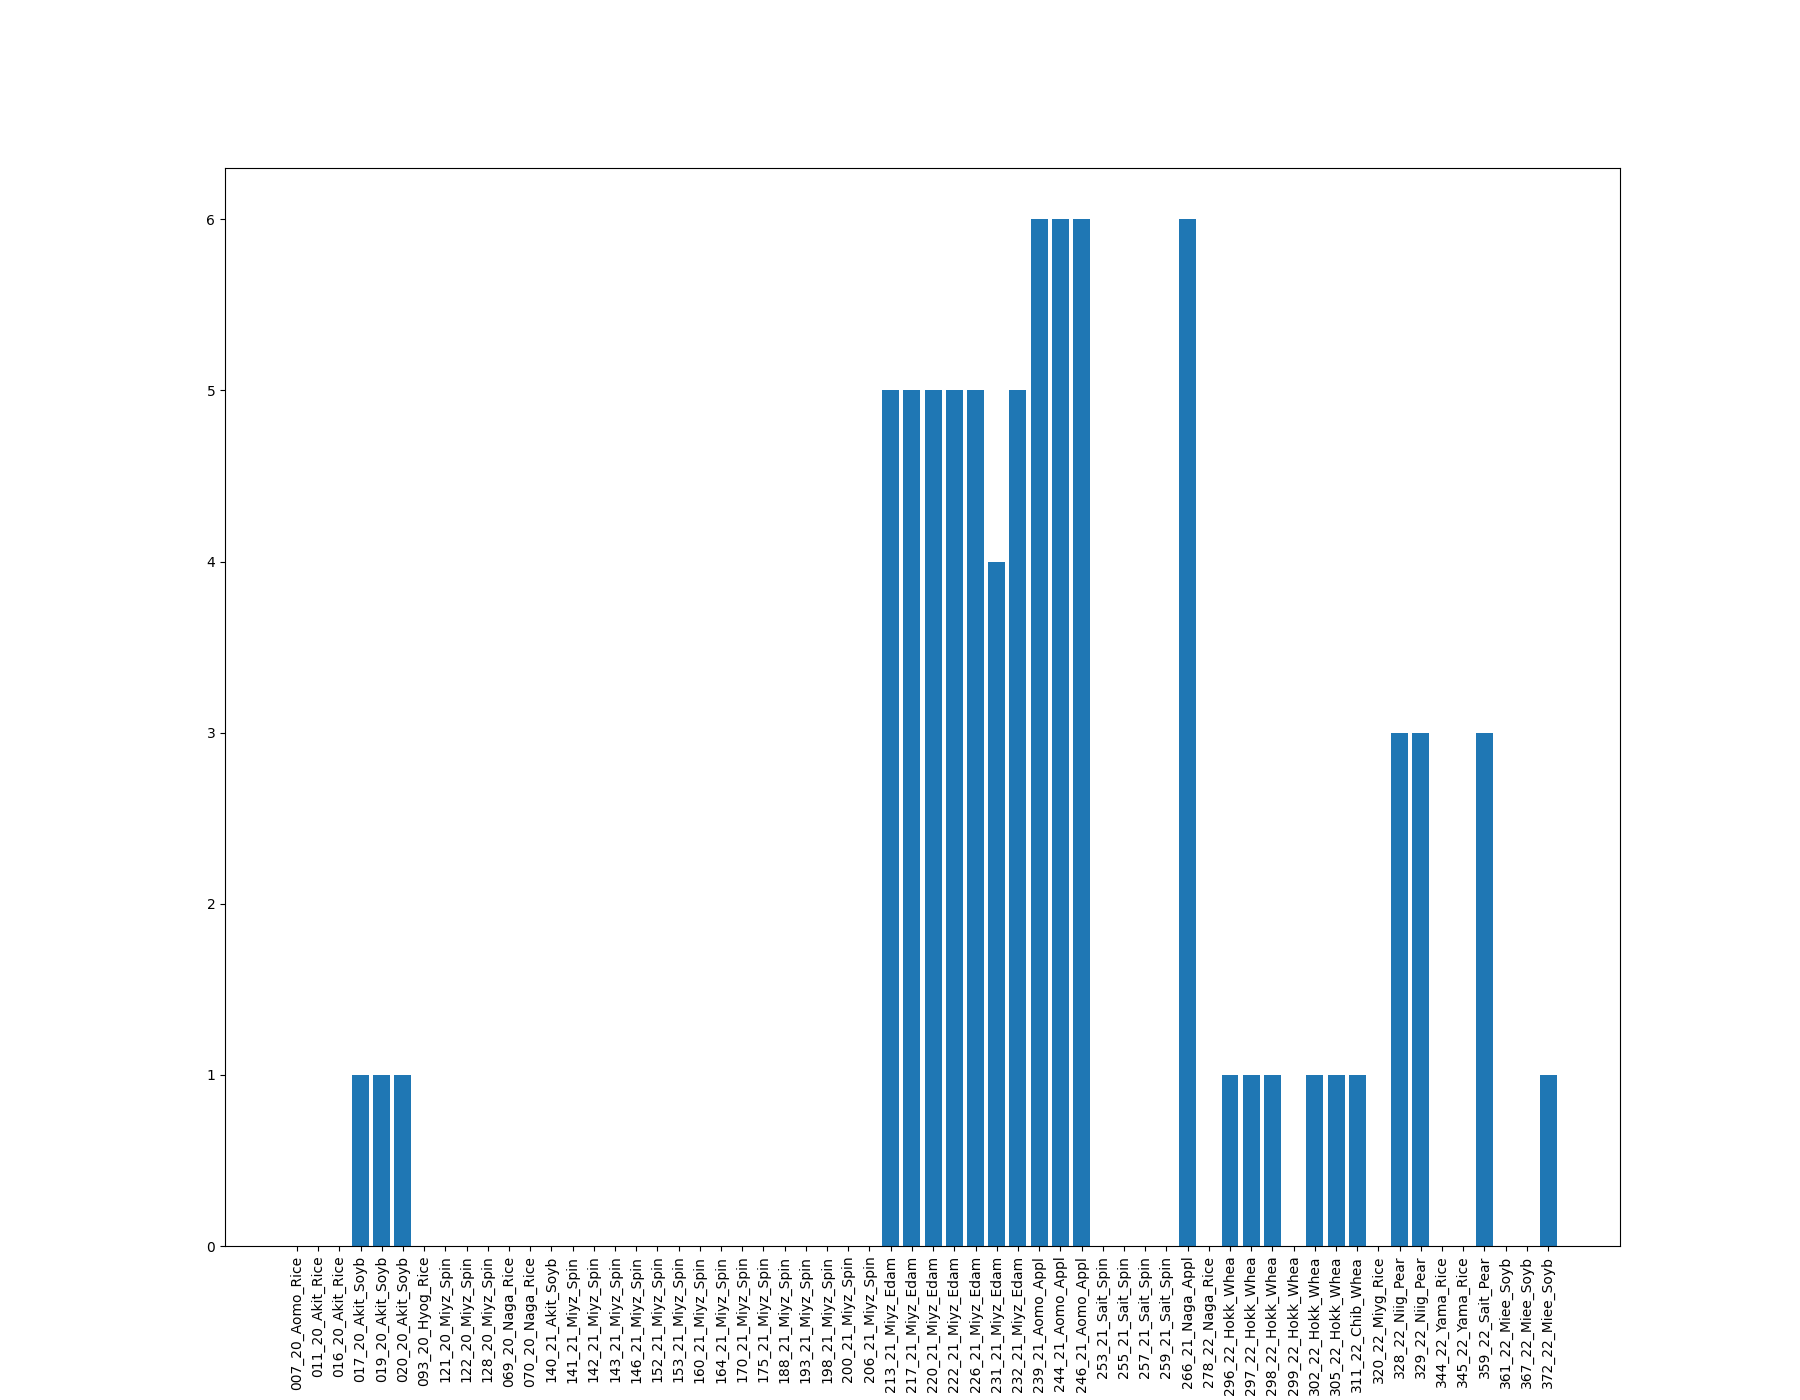 6
5
4
3
2
1
0
007_20_Aomo_Rice
011_20_Akit_Rice
016_20_Akit_Rice
017_20_Akit_Soyb
019_20_Akit_Soyb
020_20_Akit_Soyb
093_20_Hyog_Rice
121_20_Miyz_Spin
122_20_Miyz_Spin
128_20_Miyz_Spin
069_20_Naga_Rice
070_20_Naga_Rice
140_21_Akit_Soyb
141_21_Miyz_Spin
142_21_Miyz_Spin
143_21_Miyz_Spin
146_21_Miyz_Spin
152_21_Miyz_Spin
153_21_Miyz_Spin
160_21_Miyz_Spin
164_21_Miyz_Spin
170_21_Miyz_Spin
175_21_Miyz_Spin
188_21_Miyz_Spin
193_21_Miyz_Spin
198_21_Miyz_Spin
200_21_Miyz_Spin
206_21_Miyz_Spin
213_21_Miyz_Edam
217_21_Miyz_Edam
220_21_Miyz_Edam
222_21_Miyz_Edam
226_21_Miyz_Edam
231_21_Miyz_Edam
232_21_Miyz_Edam
239_21_Aomo_Appl
244_21_Aomo_Appl
246_21_Aomo_Appl
253_21_Sait_Spin
255_21_Sait_Spin
257_21_Sait_Spin
259_21_Sait_Spin
266_21_Naga_Appl
278_22_Naga_Rice
296_22_Hokk_Whea
297_22_Hokk_Whea
298_22_Hokk_Whea
299_22_Hokk_Whea
302_22_Hokk_Whea
305_22_Hokk_Whea
311_22_Chib_Whea
320_22_Miyg_Rice
328_22_Niig_Pear
329_22_Niig_Pear
344_22_Yama_Rice
345_22_Yama_Rice
359_22_Sait_Pear
361_22_Miee_Soyb
367_22_Miee_Soyb
372_22_Miee_Soyb